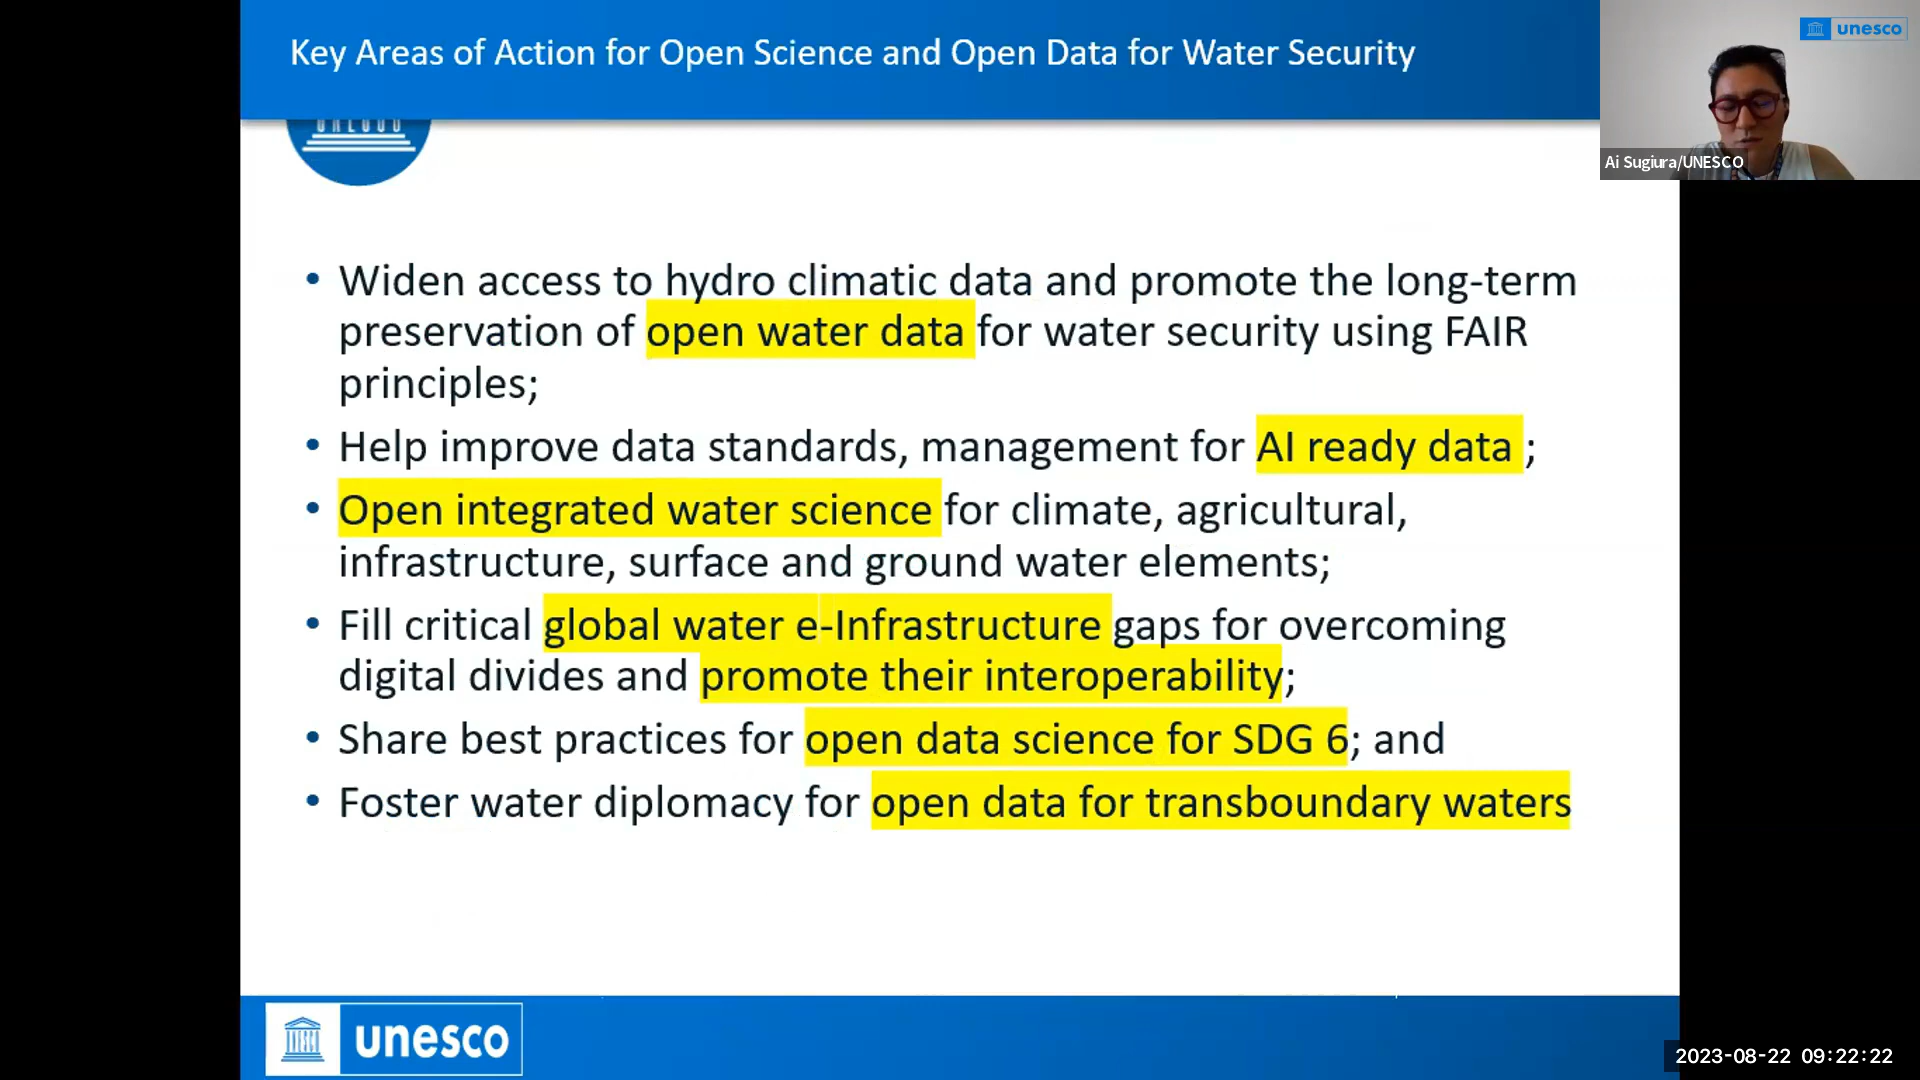 Key Areas of Action for Open Science and Open Data for Water Security
unesco
Ai Sugiura/UNESCO
• Widen access to hydro climatic data and promote the long-term
preservation of open water data for water security using FAIR
principles;
• Help improve data standards, management for AI ready data ;
• Open integrated water science for climate, agricultural,
infrastructure, surface and ground water elements;
• Fill critical global water e-Infrastructure gaps for overcoming
digital divides and promote their interoperability;
• Share best practices for open data science for SDG 6; and
• Foster water diplomacy for open data for transboundary waters
unesco
2023-08-22 09:22:22